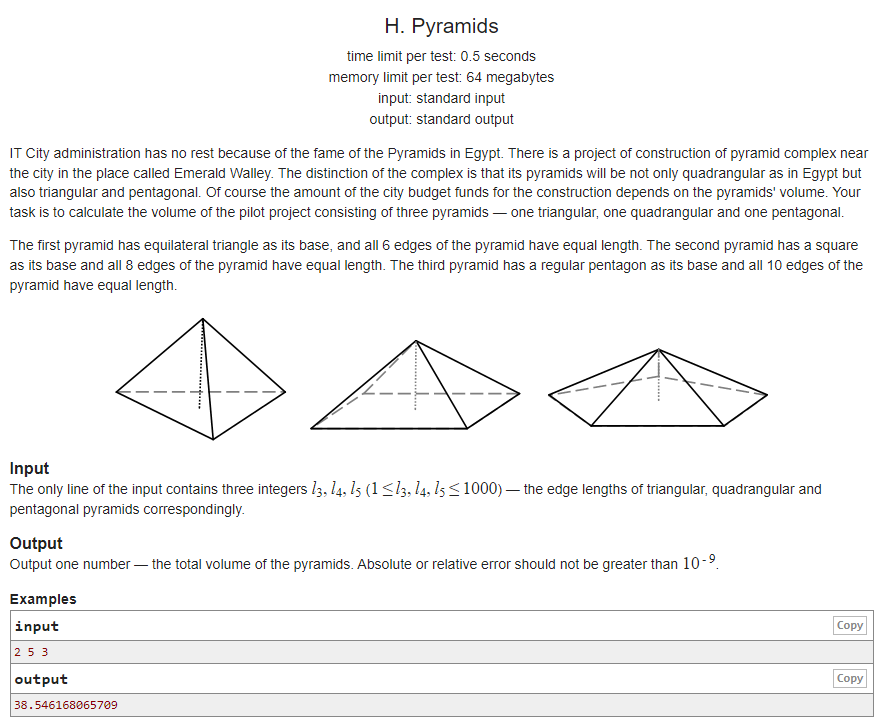 H. Pyramids
time limit per test: 0.5 seconds
memory limit per test: 64 megabytes
input: standard input
output: standard output
IT City administration has no rest because of the fame of the Pyramids in Egypt. There is a project of construction of pyramid complex near
the city in the place called Emerald Walley. The distinction of the complex is that its pyramids will be not only quadrangular as in Egypt but
also triangular and pentagonal. Of course the amount of the city budget funds for the construction depends on the pyramids' volume. Your
task is to calculate the volume of the pilot project consisting of three pyramids — one triangular, one quadrangular and one pentagonal.
The first pyramid has equilateral triangle as its base, and all 6 edges of the pyramid have equal length. The second pyramid has a square
as its base and all 8 edges of the pyramid have equal length. The third pyramid has a regular pentagon as its base and all 10 edges of the
pyramid have equal length.
Input
The only line of the input contains three integers l3, l4, l5 (1 ≤ l3, l4, l5 ≤ 1000) — the edge lengths of triangular, quadrangular and
pentagonal pyramids correspondingly.
Output
Output one number — the total volume of the pyramids. Absolute or relative error should not be greater than 10^-9.
Examples
input
Copy
2 5 3
output
Copy
38.546168065709